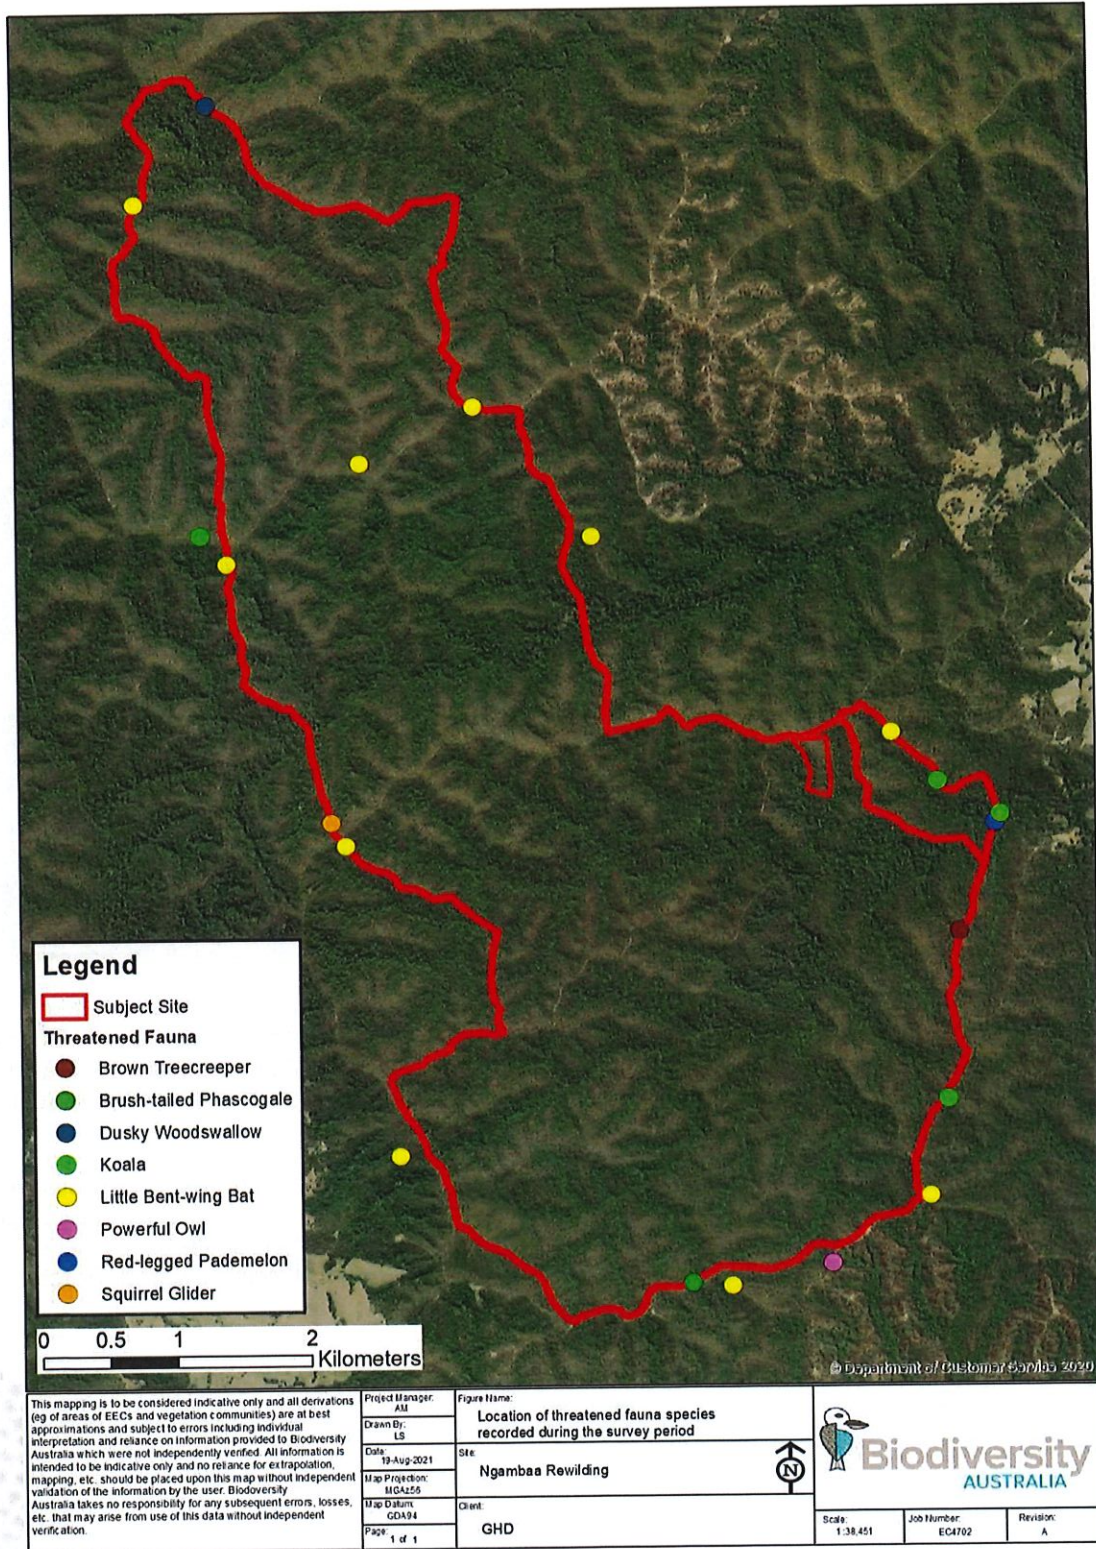 Legend
Subject Site
Threatened Fauna
Brown Treecreeper
Brush-tailed Phascogale
Dusky Woodswallow
Koala
Little Bent-wing Bat
Powerful Owl
Red-legged Pademelon
Squirrel Glider
0 0.5 1 2
Kilometers
© Department of Customer Service 2020
This mapping is to be considered indicative only and all derivations
(eg of areas of EECs and vegetation communities) are at best
approximations and subject to errors including individual
interpretation and reliance on information provided to Biodiversity
Australia which were not independently verified. All information is
intended to be indicative only and no reliance for extrapolation,
mapping, etc. should be placed upon this map without independent
validation of the information by the user. Biodoversity
Australia takes no responsibility for any subsequent errors, losses,
etc. that may arise from use of this data without independent
verification.
Project Manager:
AM
Drawn By:
LS
Date:
19-Aug-2021
Map Projection:
MGAz56
Map Datum:
GDA94
Page:
1 of 1
Figure Name:
Location of threatened fauna species
recorded during the survey period
Site:
Ngambaa Rewilding
N
Client:
GHD
Biodiversity
AUSTRALIA
Scale:
1:38,451
Job Number:
EC4702
Revision:
A